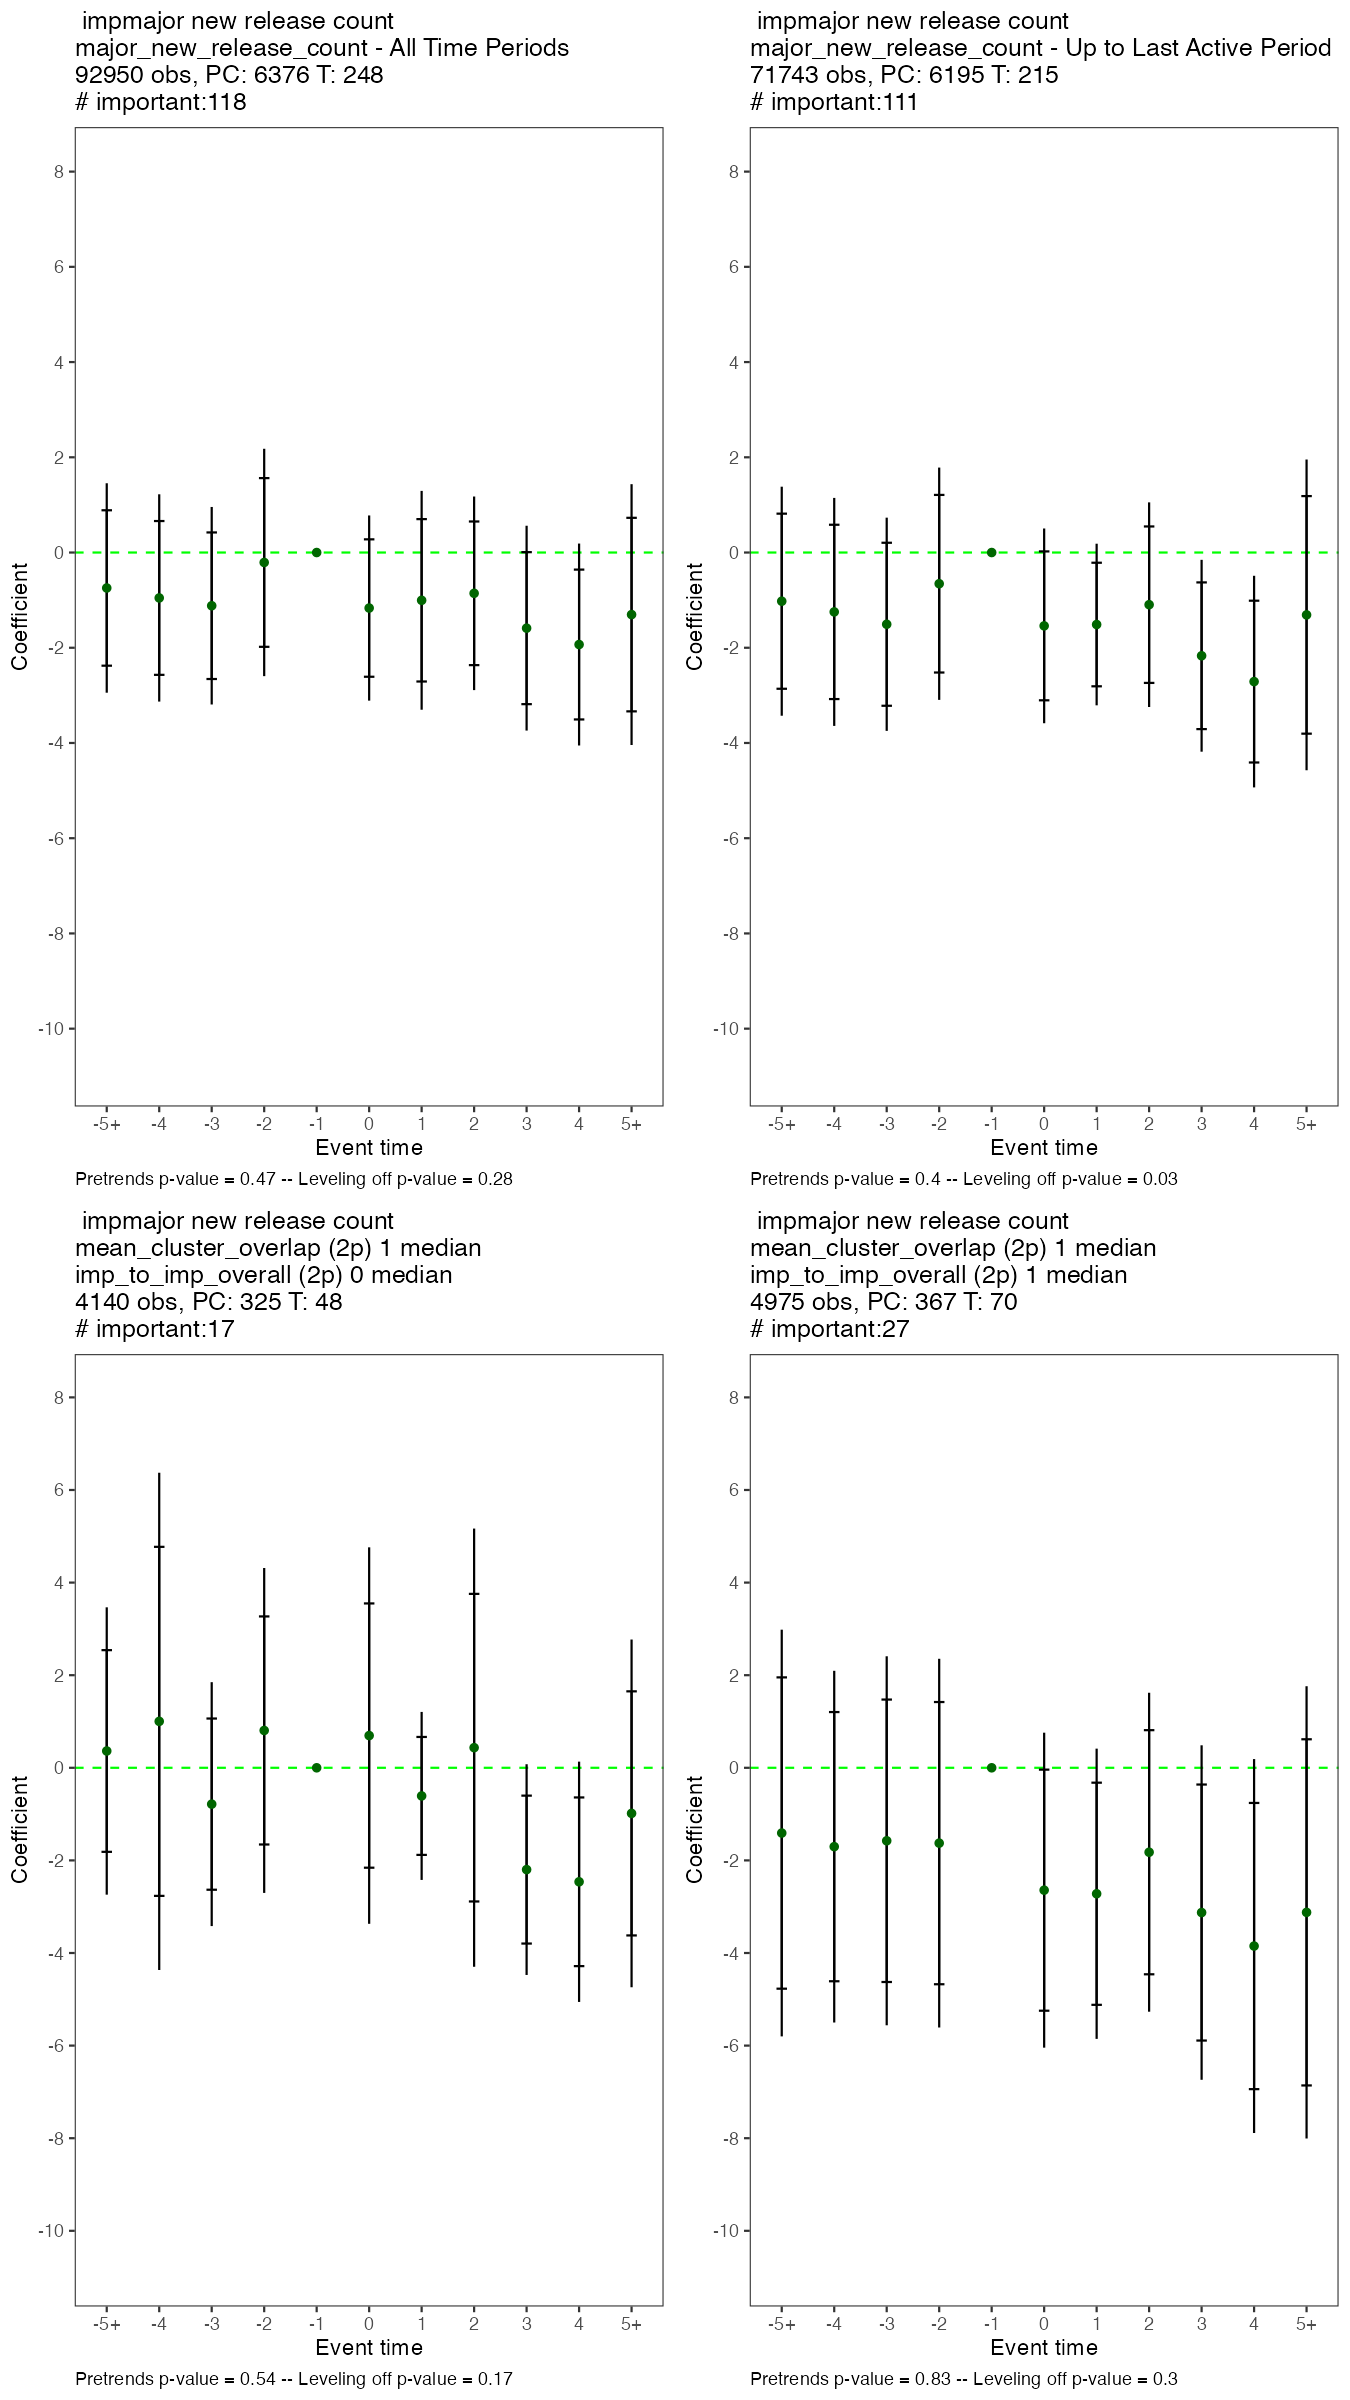 impmajor new release count
major_new_release_count - All Time Periods
92950 obs, PC: 6376 T: 248
# important:118
8
6
4
2
0
-2
-4
-6
-8
-10
Coefficient
-5+ -4 -3 -2 -1 0 1 2 3 4 5+
Event time
Pretrends p-value = 0.47 -- Leveling off p-value = 0.28
impmajor new release count
major_new_release_count - Up to Last Active Period
71743 obs, PC: 6195 T: 215
# important:111
8
6
4
2
0
-2
-4
-6
-8
-10
Coefficient
-5+ -4 -3 -2 -1 0 1 2 3 4 5+
Event time
Pretrends p-value = 0.4 -- Leveling off p-value = 0.03
impmajor new release count
mean_cluster_overlap (2p) 1 median
imp_to_imp_overall (2p) 0 median
4140 obs, PC: 325 T: 48
# important:17
8
6
4
2
0
-2
-4
-6
-8
-10
Coefficient
-5+ -4 -3 -2 -1 0 1 2 3 4 5+
Event time
Pretrends p-value = 0.54 -- Leveling off p-value = 0.17
impmajor new release count
mean_cluster_overlap (2p) 1 median
imp_to_imp_overall (2p) 1 median
4975 obs, PC: 367 T: 70
# important:27
8
6
4
2
0
-2
-4
-6
-8
-10
Coefficient
-5+ -4 -3 -2 -1 0 1 2 3 4 5+
Event time
Pretrends p-value = 0.83 -- Leveling off p-value = 0.3